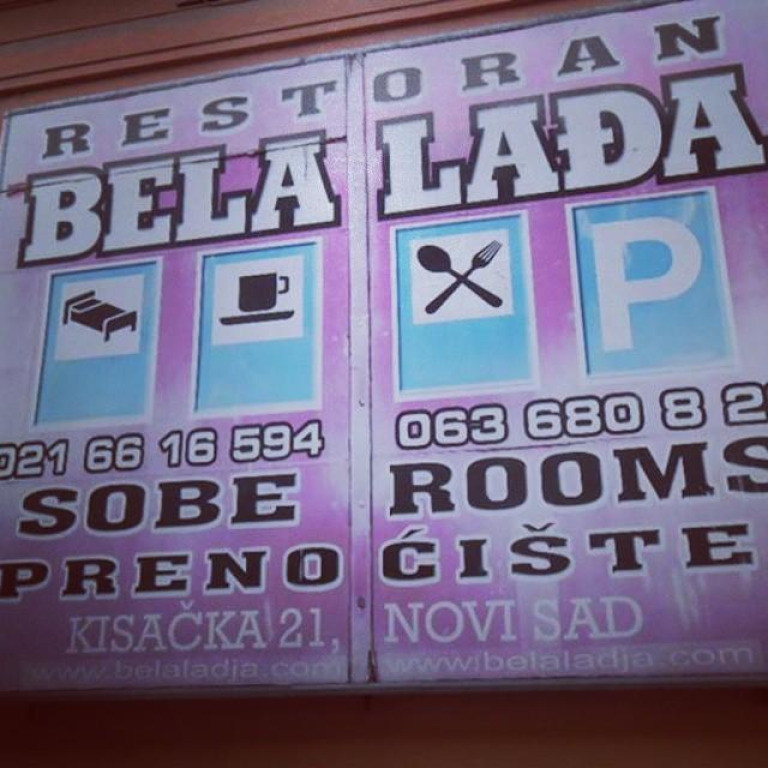 RESTORAN
BELA LAĐA
P
021 66 16 594 063 680 8 2
SOBE ROOMS
PRENOĆIŠTE
KISAČKA 21, NOVI SAD
www.belaladja.com www.belaladja.com